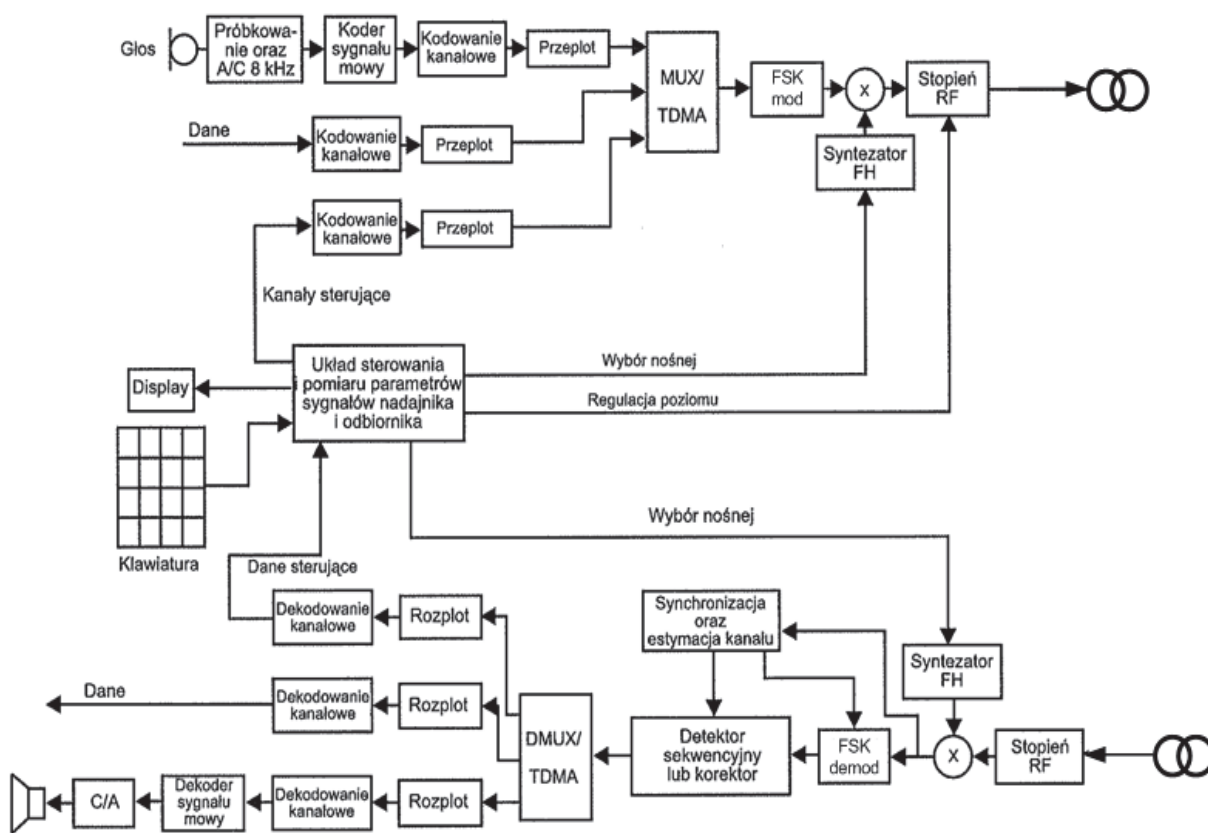 Głos
Próbkowa-
nie oraz
A/C 8 kHz
Koder
sygnału
mowy
Kodowanie
kanałowe
Przeplot
MUX/
TDMA
FSK
mod
x
Stopień
RF
Dane
Kodowanie
kanałowe
Przeplot
Syntezator
FH
Kodowanie
kanałowe
Przeplot
Kanały sterujące
Układ sterowania
i pomiaru parametrów
sygnałów nadajnika
i odbiornika
Wybór nośnej
Display
Regulacja poziomu
Klawiatura
Wybór nośnej
Dane sterujące
Dekodowanie
kanałowe
Rozplot
Synchronizacja
oraz
estymacja kanalu
Syntezator
FH
Dane
Dekodowanie
kanałowe
Rozplot
DMUX/
TDMA
Detektor
sekwencyjny
lub korektor
FSK
demod
x
Stopień
RF
C/A
Dekoder
sygnału
mowy
Dekodowanie
kanałowe
Rozplot